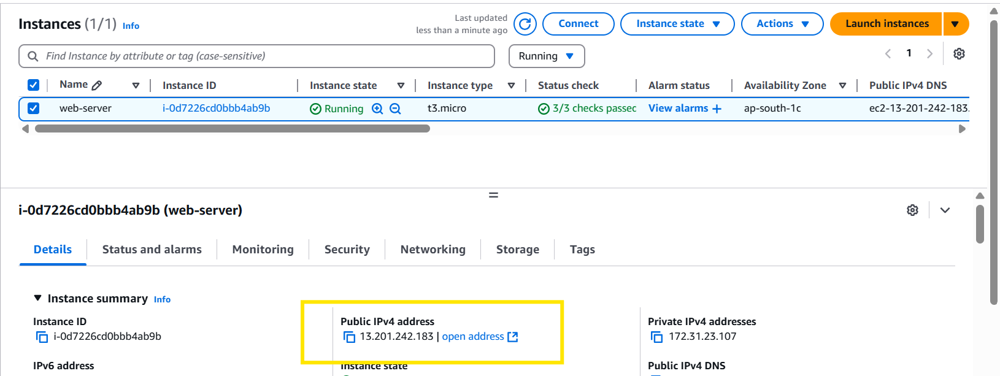 Instances (1/1) Info
Last updated
less than a minute ago
Connect
Instance state
Actions
Launch instances
Find Instance by attribute or tag (case-sensitive)
Running
1
Name Instance ID Instance state Instance type Status check Alarm status Availability Zone Public IPv4 DNS
web-server i-0d7226cd0bbb4ab9b Running t3.micro 3/3 checks passed View alarms + ap-south-1c ec2-13-201-242-183.
i-0d7226cd0bbb4ab9b (web-server)
Details Status and alarms Monitoring Security Networking Storage Tags
Instance summary Info
Instance ID
i-0d7226cd0bbb4ab9b
Public IPv4 address
13.201.242.183 | open address
Private IPv4 addresses
172.31.23.107
IPv6 address
Instance state
Public IPv4 DNS